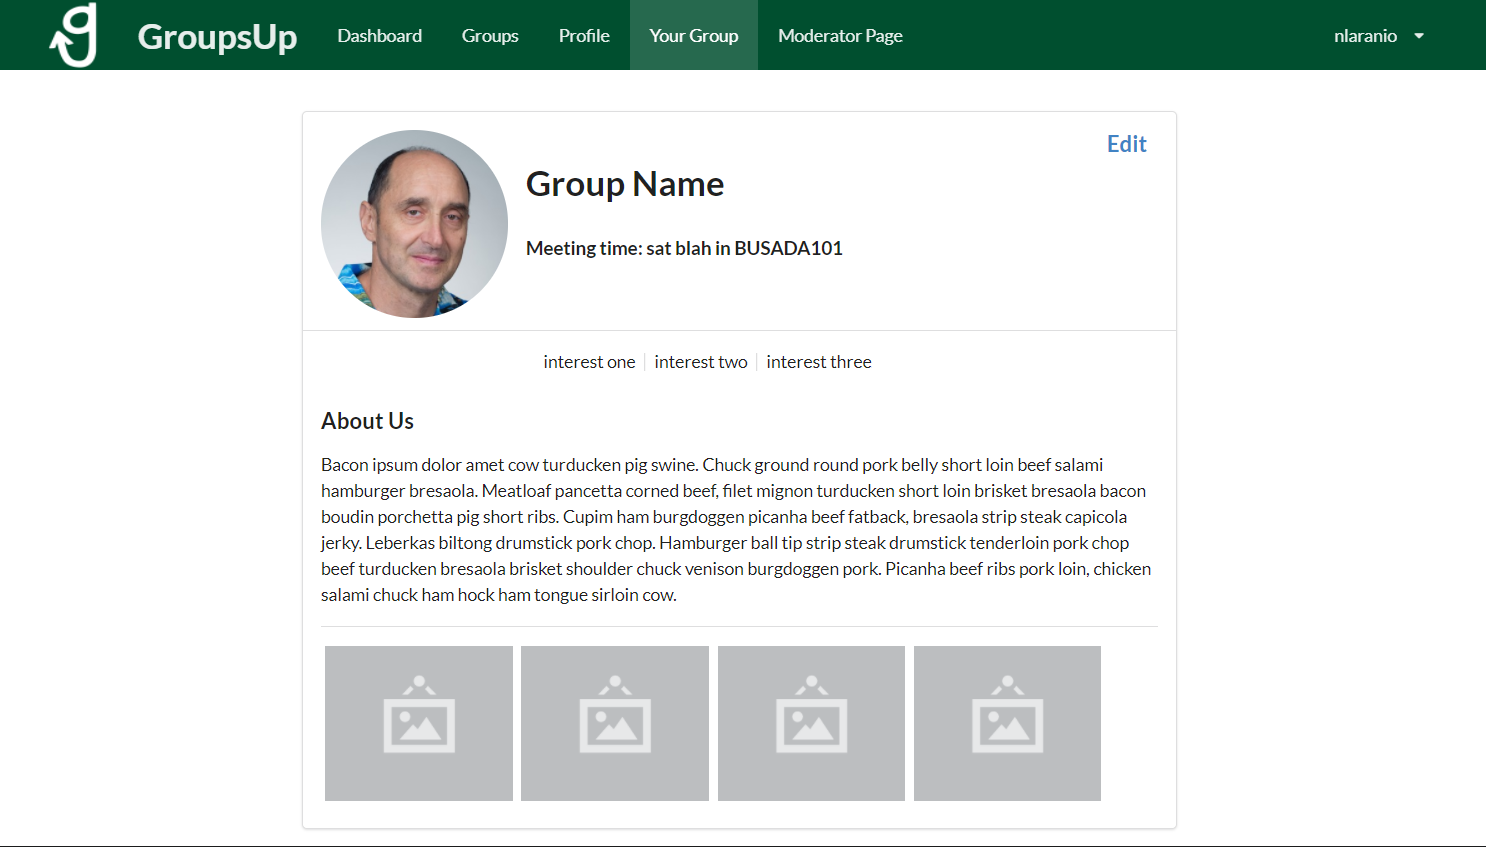 GroupsUp Dashboard Groups Profile Your Group Moderator Page nlaranio
Edit
Group Name
Meeting time: sat blah in BUSADA101
interest one interest two interest three
About Us
Bacon ipsum dolor amet cow turducken pig swine. Chuck ground round pork belly short loin beef salami
hamburger bresaola. Meatloaf pancetta corned beef, filet mignon turducken short loin brisket bresaola bacon
boudin porchetta pig short ribs. Cupim ham burgdoggen picanha beef fatback, bresaola strip steak capicola
jerky. Leberkas biltong drumstick pork chop. Hamburger ball tip strip steak drumstick tenderloin pork chop
beef turducken bresaola brisket shoulder chuck venison burgdoggen pork. Picanha beef ribs pork loin, chicken
salami chuck ham hock ham tongue sirloin cow.